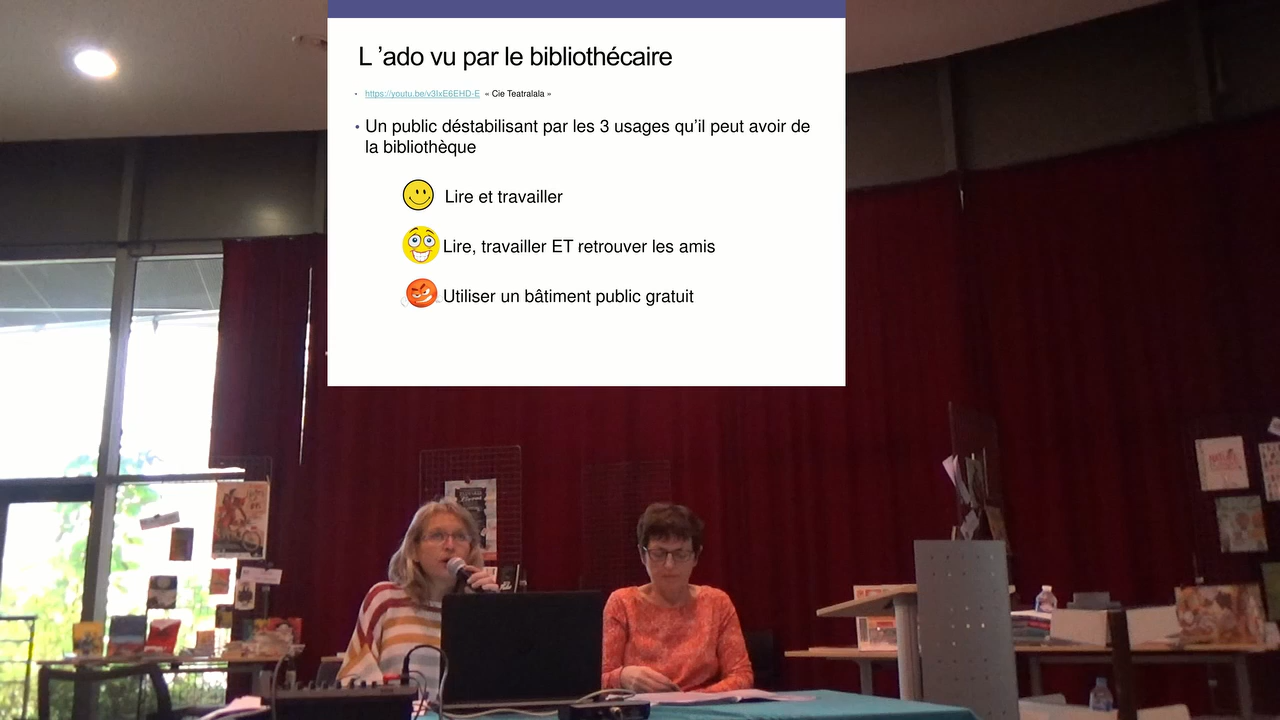 L 'ado vu par le bibliothécaire
• https://youtu.be/v3IxE6EHD-E « Cie Teatralala »
• Un public déstabilisant par les 3 usages qu'il peut avoir de
la bibliothèque
Lire et travailler
Lire, travailler ET retrouver les amis
Utiliser un bâtiment public gratuit